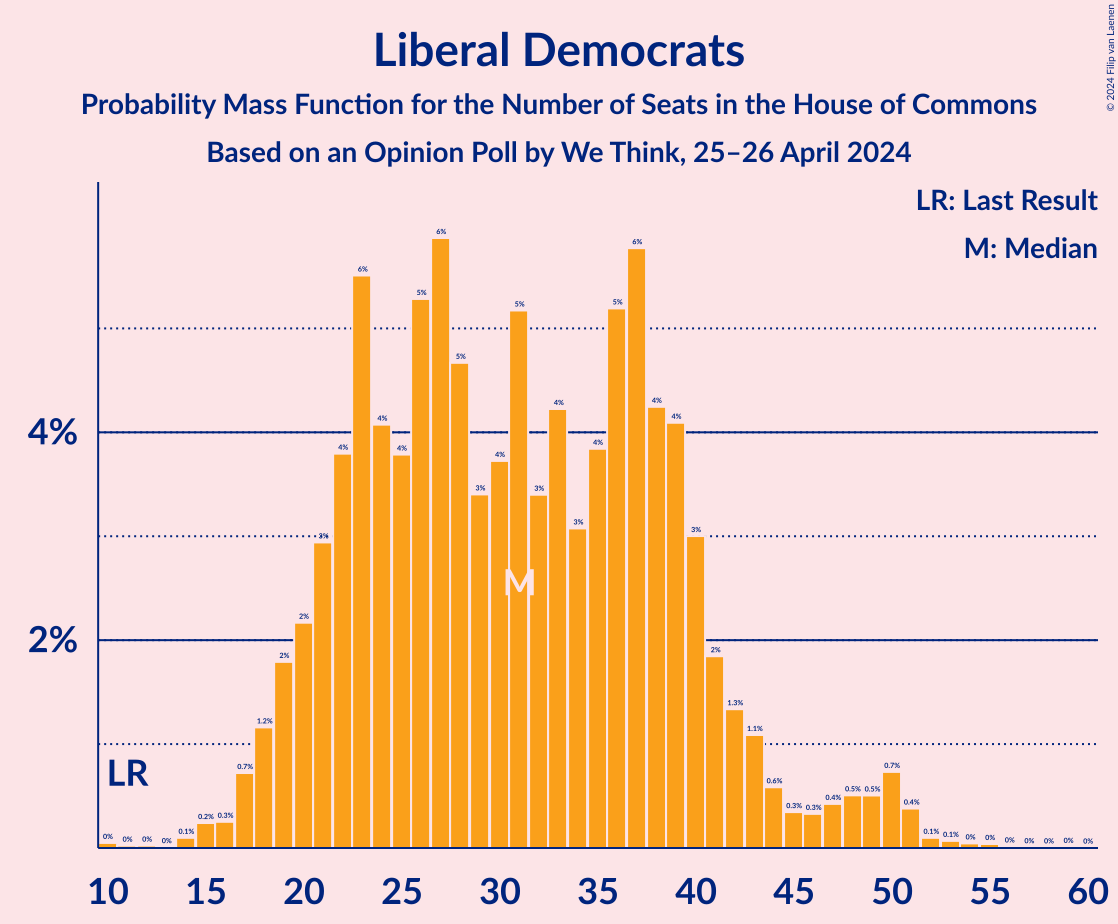 Liberal Democrats
Probability Mass Function for the Number of Seats in the House of Commons
Based on an Opinion Poll by We Think, 25–26 April 2024
© 2024 Filip van Laenen
LR: Last Result
M: Median
4%
2%
LR
M
0% 0% 0% 0% 0.1% 0.2% 0.3% 0.7% 1.2% 2% 2% 3% 4% 6% 4% 4% 5% 6% 5% 3% 4% 5% 3% 4% 3% 4% 5% 6% 4% 4% 3% 2% 1.3% 1.1% 0.6% 0.3% 0.3% 0.4% 0.5% 0.5% 0.7% 0.4% 0.1% 0.1% 0% 0% 0% 0% 0% 0% 0%
10 15 20 25 30 35 40 45 50 55 60